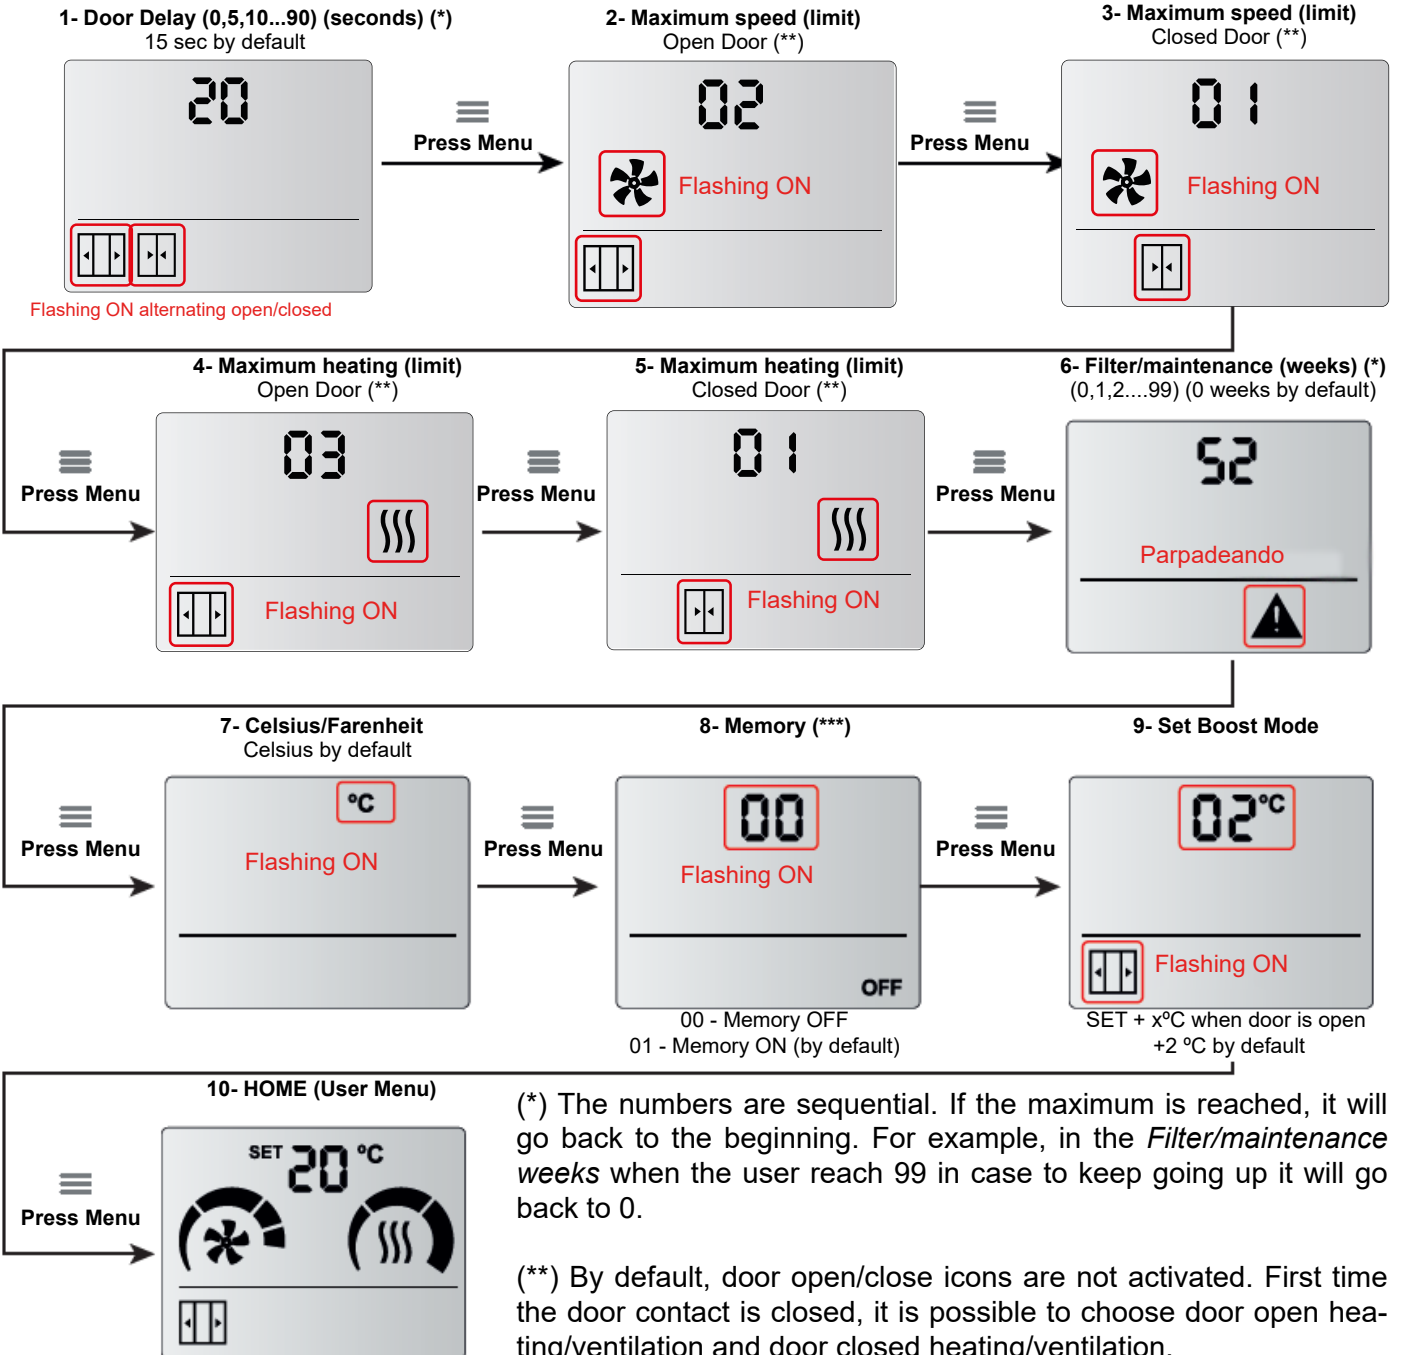 1- Door Delay (0,5,10...90) (seconds) (*)
15 sec by default
20
Flashing ON alternating open/closed
Press Menu
2- Maximum speed (limit)
Open Door (**)
02
Flashing ON
Press Menu
3- Maximum speed (limit)
Closed Door (**)
01
Flashing ON
Press Menu
4- Maximum heating (limit)
Open Door (**)
03
Flashing ON
Press Menu
5- Maximum heating (limit)
Closed Door (**)
01
Flashing ON
Press Menu
6- Filter/maintenance (weeks) (*)
(0,1,2....99) (0 weeks by default)
52
Parpadeando
Press Menu
7- Celsius/Farenheit
Celsius by default
ºC
Flashing ON
Press Menu
8- Memory (***)
00
Flashing ON
OFF
00 - Memory OFF
01 - Memory ON (by default)
Press Menu
9- Set Boost Mode
02ºC
Flashing ON
SET + xºC when door is open
+2 ºC by default
Press Menu
10- HOME (User Menu)
SET 20 ºC
(*) The numbers are sequential. If the maximum is reached, it will
go back to the beginning. For example, in the Filter/maintenance
weeks when the user reach 99 in case to keep going up it will go
back to 0.
(**) By default, door open/close icons are not activated. First time
the door contact is closed, it is possible to choose door open hea-
ting/ventilation and door closed heating/ventilation.